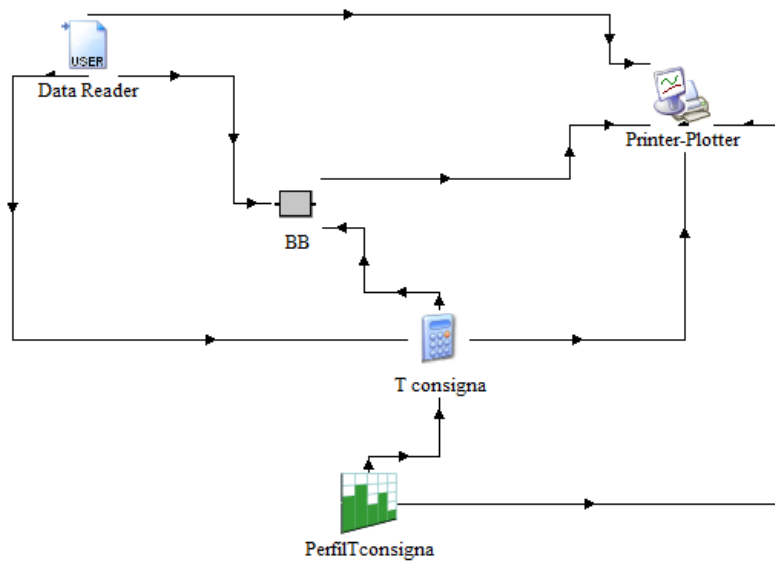 USER
Data Reader
Printer-Plotter
BB
T consigna
PerfilTconsigna